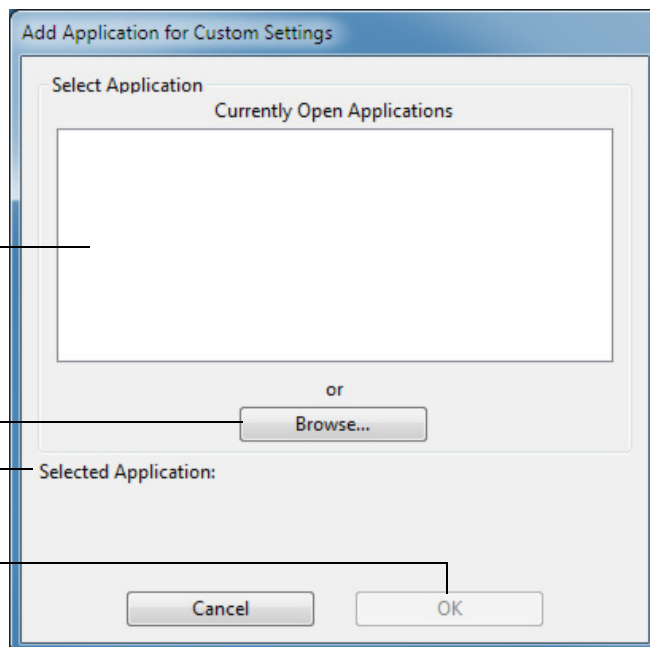 Add Application for Custom Settings
Select Application
Currently Open Applications
or
Browse...
Selected Application:
Cancel OK